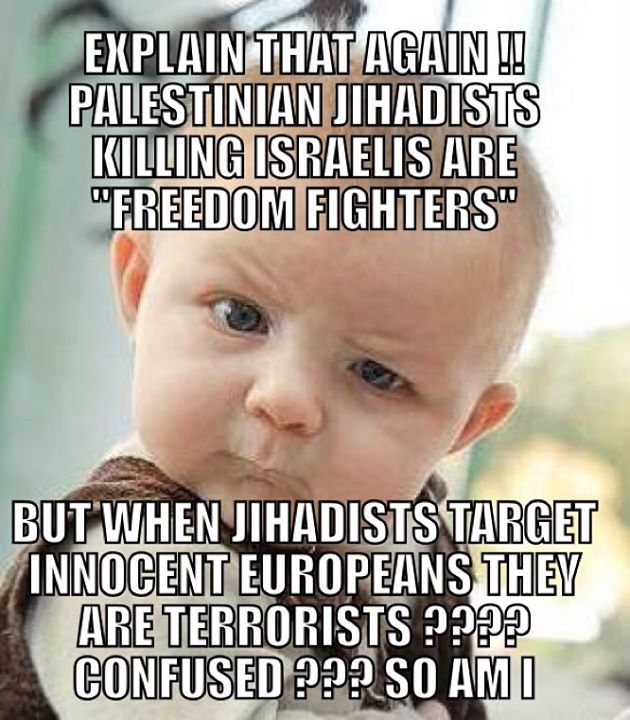 EXPLAIN THAT AGAIN !!
PALESTINIAN JIHADISTS
KILLING ISRAELIS ARE
"FREEDOM FIGHTERS"
BUT WHEN JIHADISTS TARGET
INNOCENT EUROPEANS THEY
ARE TERRORISTS ????
CONFUSED ??? SO AM I